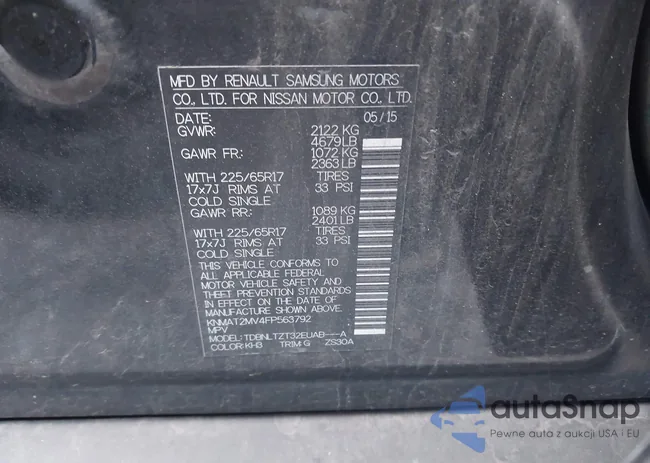 MFD BY RENAULT SAMSUNG MOTORS
CO., LTD. FOR NISSAN MOTOR CO., LTD.
DATE: 05/15
GVWR: 2122 KG
4679LB
GAWR FR: 1072 KG
2363LB
WITH 225/65R17 TIRES
17x7J RIMS AT 33 PSI
COLD SINGLE
GAWR RR: 1089 KG
2401LB
WITH 225/65R17 TIRES
17x7J RIMS AT 33 PSI
COLD SINGLE
THIS VEHICLE CONFORMS TO
ALL APPLICABLE FEDERAL
MOTOR VEHICLE SAFETY AND
THEFT PREVENTION STANDARDS
IN EFFECT ON THE DATE OF
MANUFACTURE SHOWN ABOVE.
KNMAT2MV4FP563792
MPV
MODEL: TDBNLTZT32EUAB---A
COLOR: KH3 TRIM: G ZS30A
autaSnap
Pewne auta z aukcji USA i EU